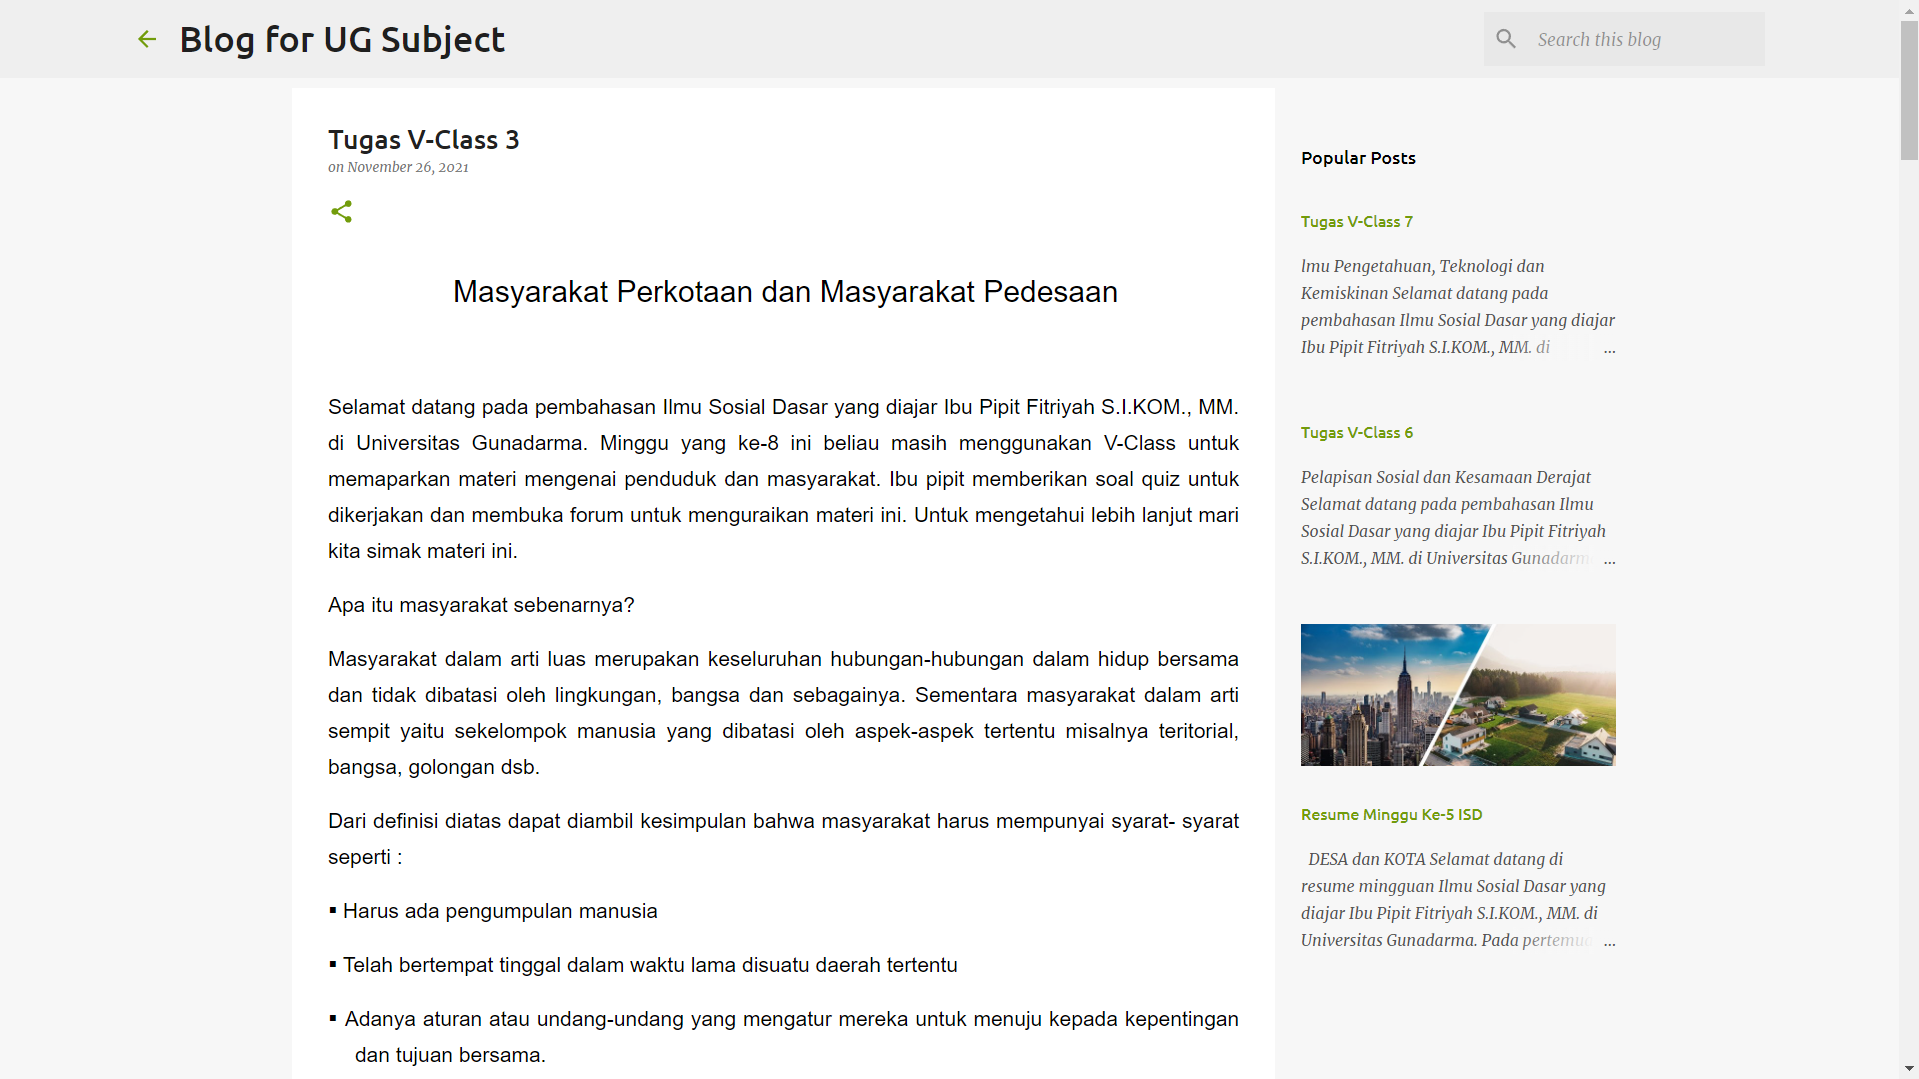 Blog for UG Subject
Search this blog
Tugas V-Class 3
on November 26, 2021
Masyarakat Perkotaan dan Masyarakat Pedesaan
Selamat datang pada pembahasan Ilmu Sosial Dasar yang diajar Ibu Pipit Fitriyah S.I.KOM., MM.
di Universitas Gunadarma. Minggu yang ke-8 ini beliau masih menggunakan V-Class untuk
memaparkan materi mengenai penduduk dan masyarakat. Ibu pipit memberikan soal quiz untuk
dikerjakan dan membuka forum untuk menguraikan materi ini. Untuk mengetahui lebih lanjut mari
kita simak materi ini.
Apa itu masyarakat sebenarnya?
Masyarakat dalam arti luas merupakan keseluruhan hubungan-hubungan dalam hidup bersama
dan tidak dibatasi oleh lingkungan, bangsa dan sebagainya. Sementara masyarakat dalam arti
sempit yaitu sekelompok manusia yang dibatasi oleh aspek-aspek tertentu misalnya teritorial,
bangsa, golongan dsb.
Dari definisi diatas dapat diambil kesimpulan bahwa masyarakat harus mempunyai syarat- syarat
seperti :
▪ Harus ada pengumpulan manusia
▪ Telah bertempat tinggal dalam waktu lama disuatu daerah tertentu
▪ Adanya aturan atau undang-undang yang mengatur mereka untuk menuju kepada kepentingan
dan tujuan bersama.
Popular Posts
Tugas V-Class 7
lmu Pengetahuan, Teknologi dan
Kemiskinan Selamat datang pada
pembahasan Ilmu Sosial Dasar yang diajar
Ibu Pipit Fitriyah S.I.KOM., MM. di ...
Tugas V-Class 6
Pelapisan Sosial dan Kesamaan Derajat
Selamat datang pada pembahasan Ilmu
Sosial Dasar yang diajar Ibu Pipit Fitriyah
S.I.KOM., MM. di Universitas Gunadarm ...
Resume Minggu Ke-5 ISD
DESA dan KOTA Selamat datang di
resume mingguan Ilmu Sosial Dasar yang
diajar Ibu Pipit Fitriyah S.I.KOM., MM. di
Universitas Gunadarma. Pada pertemu ...